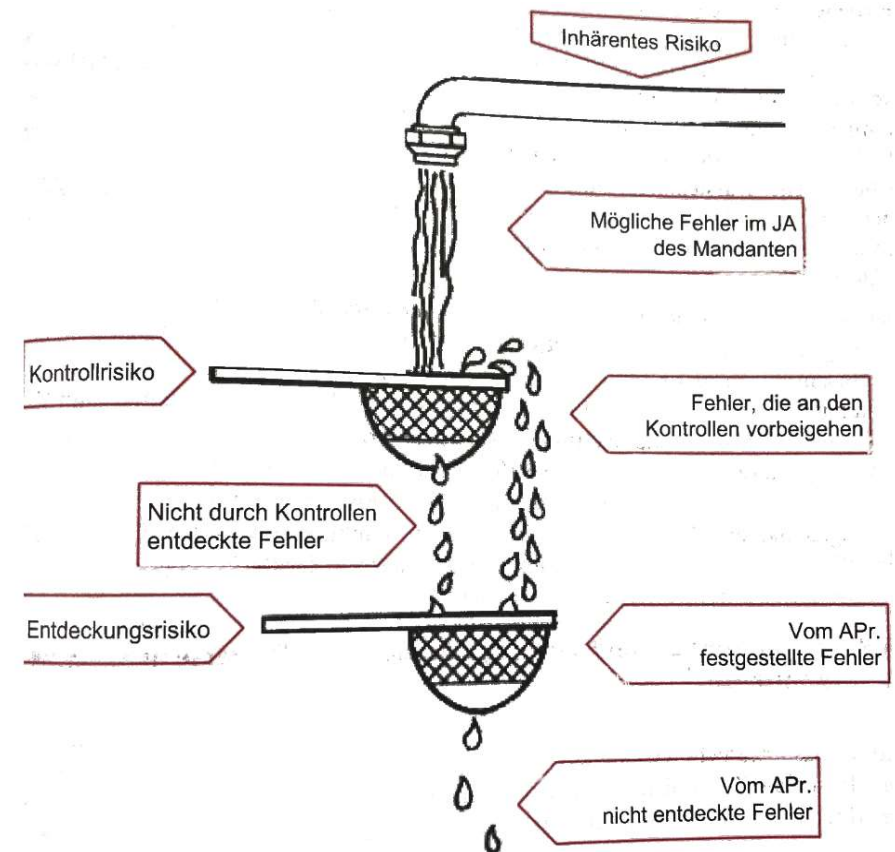 Inhärentes Risiko
Mögliche Fehler im JA
des Mandanten
Kontrollrisiko
Fehler, die an den
Kontrollen vorbeigehen
Nicht durch Kontrollen
entdeckte Fehler
Entdeckungsrisiko
Vom APr.
festgestellte Fehler
Vom APr.
nicht entdeckte Fehler